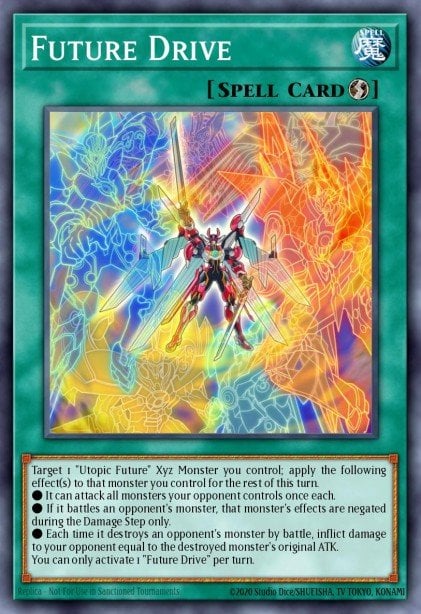 Future Drive
SPELL
魔
[Spell Card]
Target 1 "Utopic Future" Xyz Monster you control; apply the following
effect(s) to that monster you control for the rest of this turn.
● It can attack all monsters your opponent controls once each.
● If it battles an opponent's monster, that monster's effects are negated
during the Damage Step only.
● Each time it destroys an opponent's monster by battle, inflict damage
to your opponent equal to the destroyed monster's original ATK.
You can only activate 1 "Future Drive" per turn.
Replica - Not For Use in Sanctioned Tournaments
©2020 Studio Dice/SHUEISHA, TV TOKYO, KONAMI